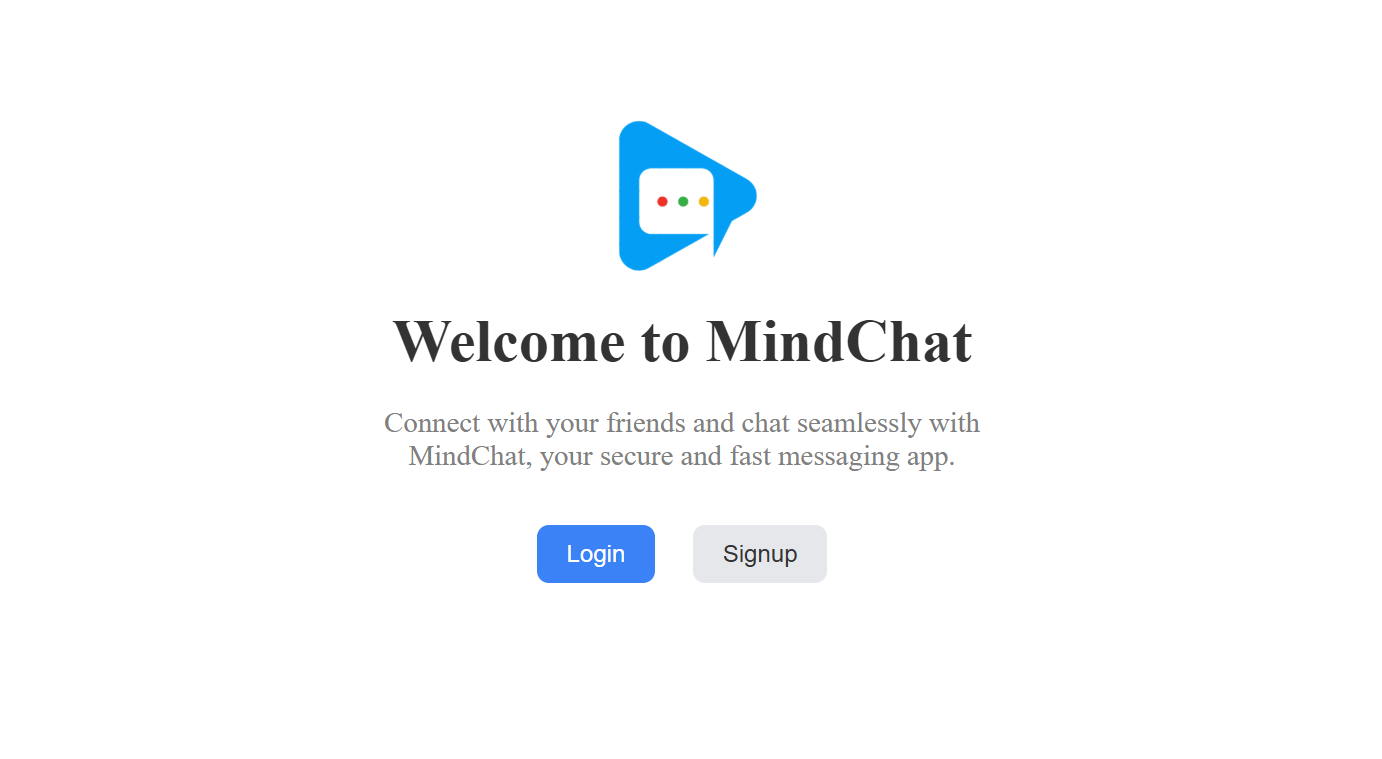 Welcome to MindChat
Connect with your friends and chat seamlessly with
MindChat, your secure and fast messaging app.
Login
Signup